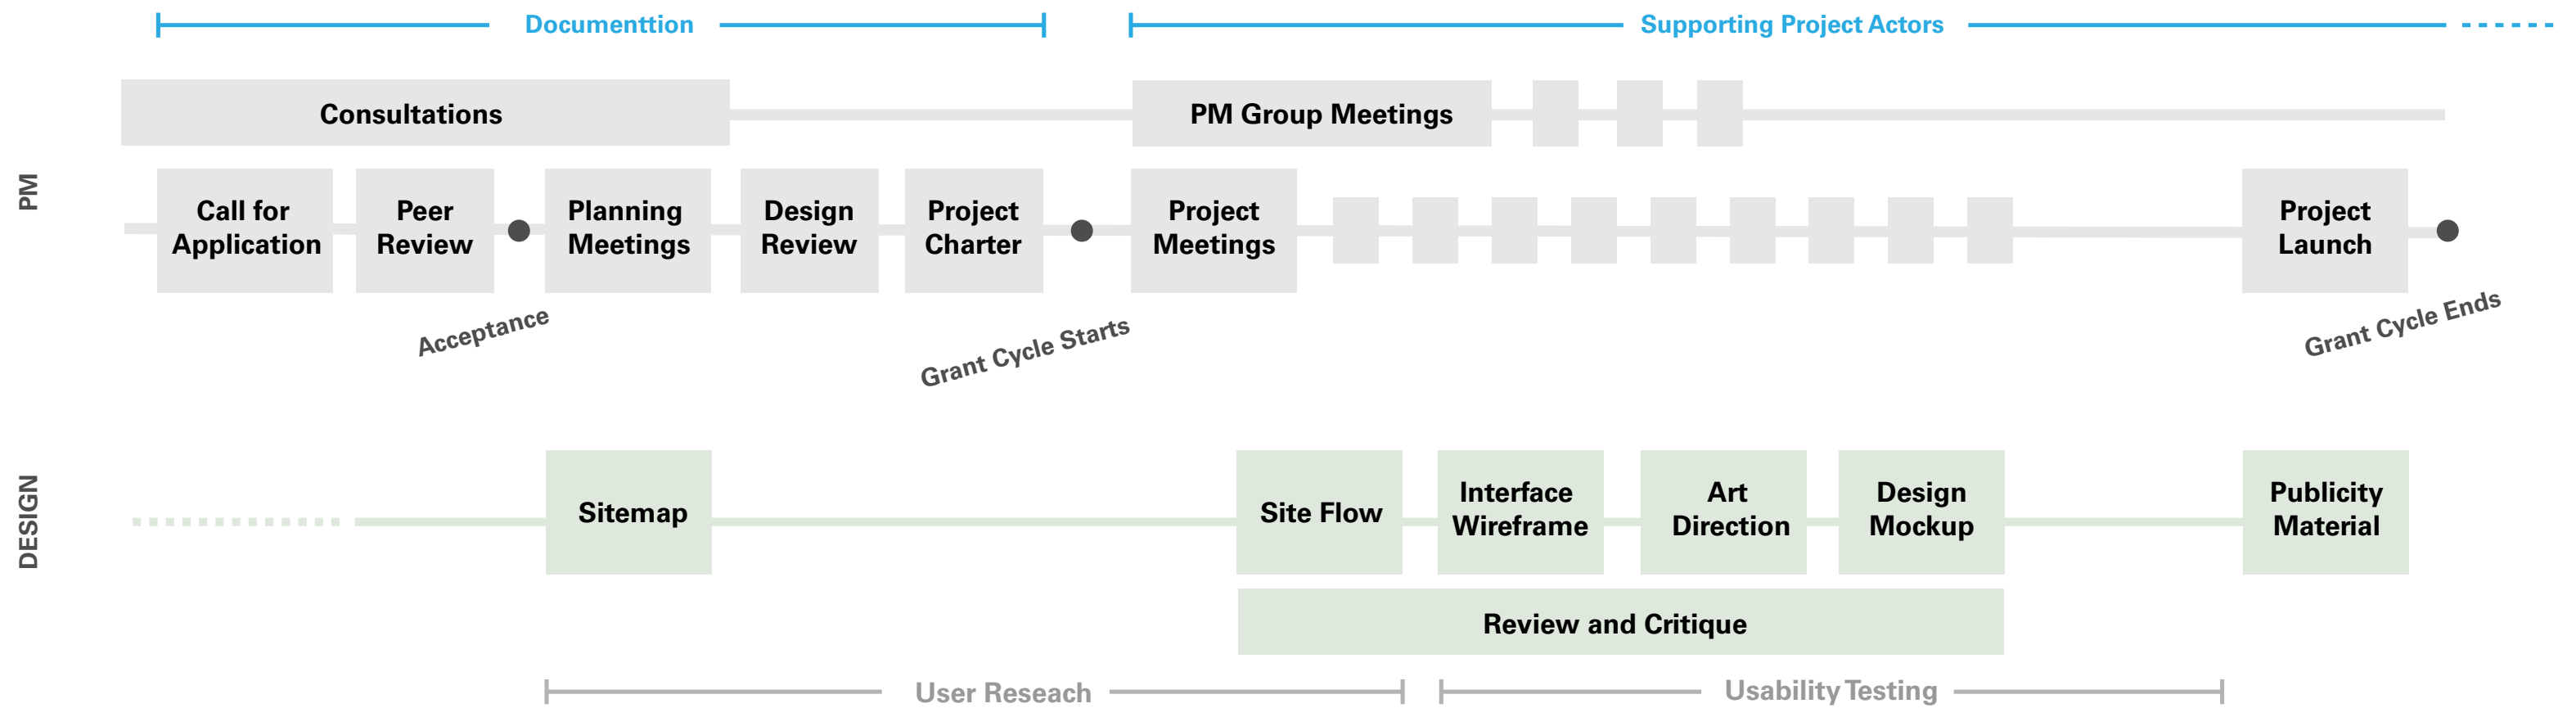 Documenttion
Supporting Project Actors
Consultations
PM Group Meetings
PM
Call for
Application
Peer
Review
Planning
Meetings
Design
Review
Project
Charter
Project
Meetings
Project
Launch
Acceptance
Grant Cycle Starts
Grant Cycle Ends
DESIGN
Sitemap
Site Flow
Interface
Wireframe
Art
Direction
Design
Mockup
Publicity
Material
Review and Critique
User Reseach
Usability Testing